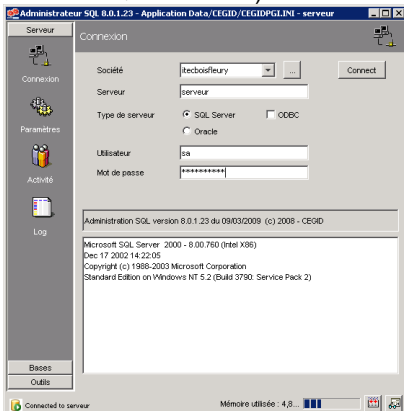 Administrateur SQL 8.0.1.23 - Application Data/CEGID/CEGIDPGI.INI - serveur
Serveur
Connexion
Connexion
Société
itecboisfleury
...
Connect
Serveur
serveur
Paramètres
Type de serveur
SQL Server
ODBC
Oracle
Utilisateur
sa
Activité
Mot de passe
**********
Log
Administration SQL version 8.0.1.23 du 09/03/2009 (c) 2008 - CEGID
Microsoft SQL Server 2000 - 8.00.760 (Intel X86)
Dec 17 2002 14:22:05
Copyright (c) 1988-2003 Microsoft Corporation
Standard Edition on Windows NT 5.2 (Build 3790: Service Pack 2)
Bases
Outils
Connected to serveur
Mémoire utilisée : 4,8...